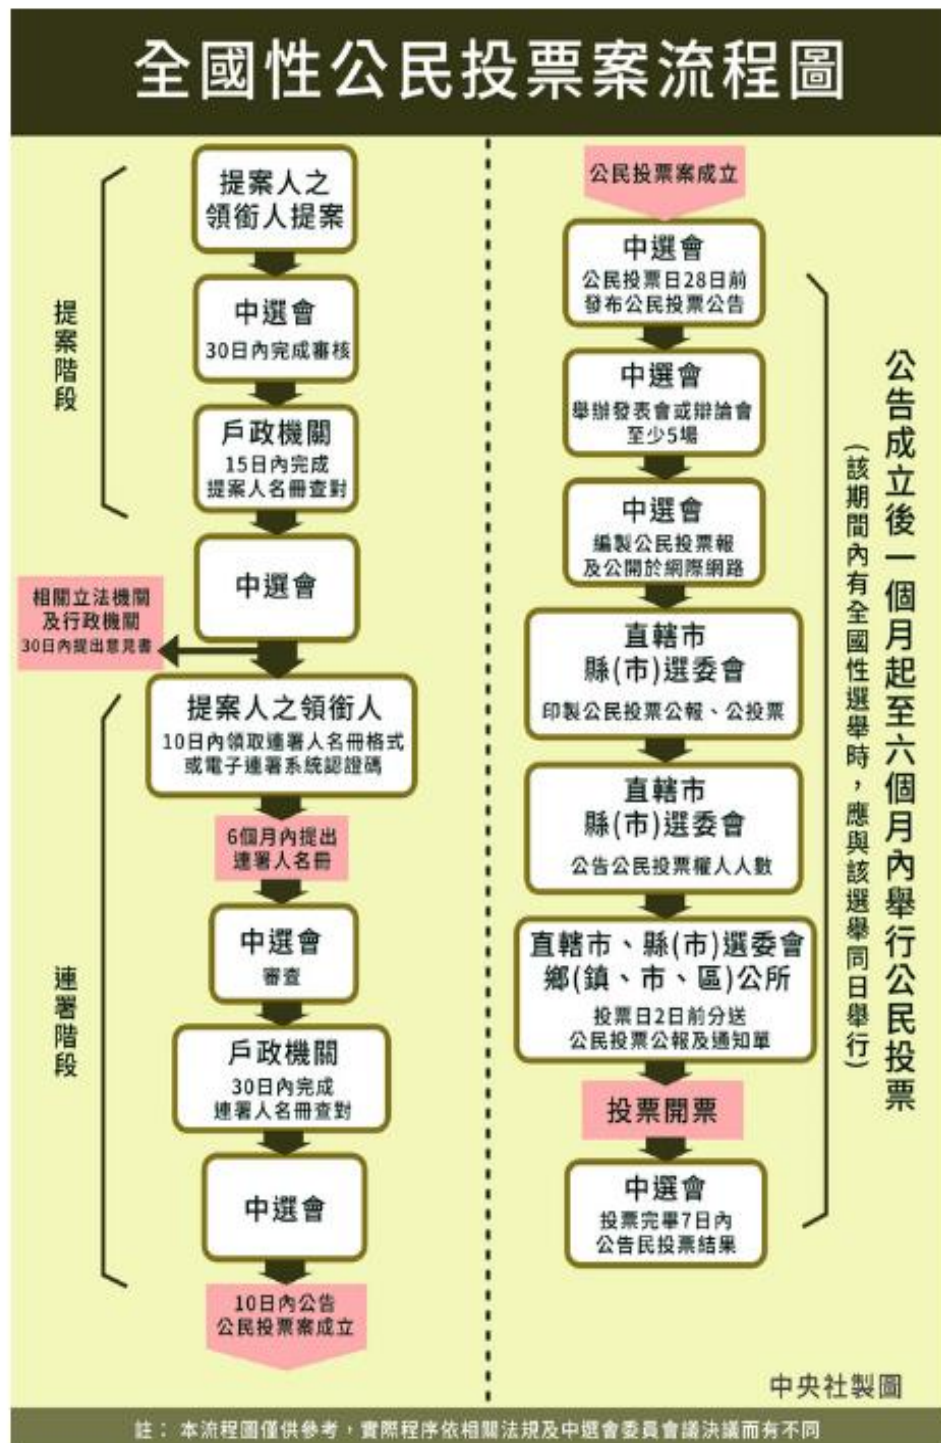 全國性公民投票案流程圖
提案階段
提案人之
領銜人提案
中選會
30日內完成審核
戶政機關
15日內完成
提案人名冊查對
中選會
相關立法機關
及行政機關
30日內提出意見書
連署階段
提案人之領銜人
10日內領取連署人名冊格式
或電子連署系統認證碼
6個月內提出
連署人名冊
中選會
審查
戶政機關
30日內完成
連署人名冊查對
中選會
10日內公告
公民投票案成立
公民投票案成立
中選會
公民投票日28日前
發布公民投票公告
中選會
舉辦發表會或辯論會
至少5場
中選會
編製公民投票報
及公開於網際網路
直轄市
縣(市)選委會
印製公民投票公報、公投票
直轄市
縣(市)選委會
公告公民投票權人人數
直轄市、縣(市)選委會
鄉(鎮、市、區)公所
投票日2日前分送
公民投票公報及通知單
投票開票
中選會
投票完畢7日內
公告民投票結果
公告成立後一個月起至六個月內舉行公民投票
(該期間內有全國性選舉時，應與該選舉同日舉行)
中央社製圖
註： 本流程圖僅供參考，實際程序依相關法規及中選會委員會議決議而有不同